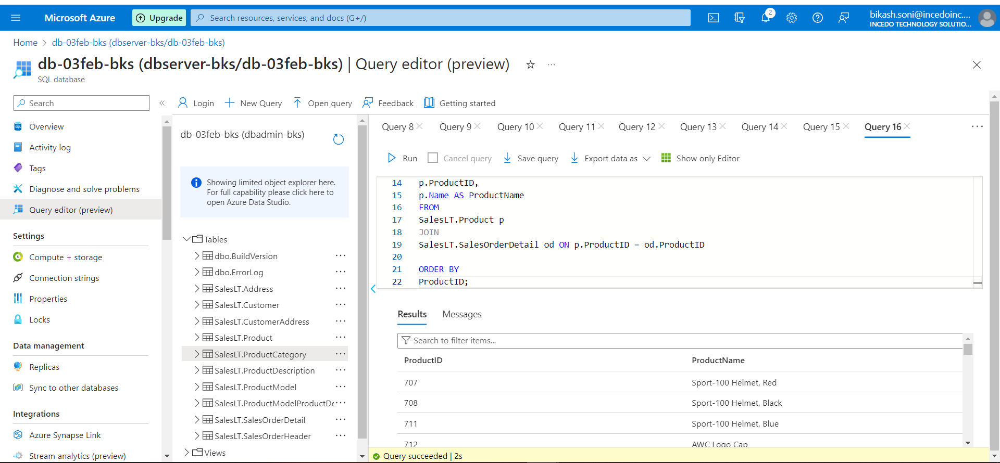 Microsoft Azure
Upgrade
Search resources, services, and docs (G+/)
2
bikash.soni@incedoinc....
INCEDO TECHNOLOGY SOLUTIO...
Home > db-03feb-bks (dbserver-bks/db-03feb-bks)
db-03feb-bks (dbserver-bks/db-03feb-bks) | Query editor (preview)
SQL database
Search
Overview
Activity log
Tags
Diagnose and solve problems
Query editor (preview)
Settings
Compute + storage
Connection strings
Properties
Locks
Data management
Replicas
Sync to other databases
Integrations
Azure Synapse Link
Stream analytics (preview)
Login
New Query
Open query
Feedback
Getting started
db-03feb-bks (dbadmin-bks)
Showing limited object explorer here.
For full capability please click here to
open Azure Data Studio.
Tables
dbo.BuildVersion
dbo.ErrorLog
SalesLT.Address
SalesLT.Customer
SalesLT.CustomerAddress
SalesLT.Product
SalesLT.ProductCategory
SalesLT.ProductDescription
SalesLT.ProductModel
SalesLT.ProductModelProductDe
SalesLT.SalesOrderDetail
SalesLT.SalesOrderHeader
Views
Query 8 Query 9 Query 10 Query 11 Query 12 Query 13 Query 14 Query 15 Query 16
Run Cancel query Save query Export data as Show only Editor
14 p.ProductID,
15 p.Name AS ProductName
16 FROM
17 SalesLT.Product p
18 JOIN
19 SalesLT.SalesOrderDetail od ON p.ProductID = od.ProductID
20
21 ORDER BY
22 ProductID;
Results Messages
Search to filter items...
ProductID ProductName
707 Sport-100 Helmet, Red
708 Sport-100 Helmet, Black
711 Sport-100 Helmet, Blue
712 AWC Logo Cap
Query succeeded | 2s